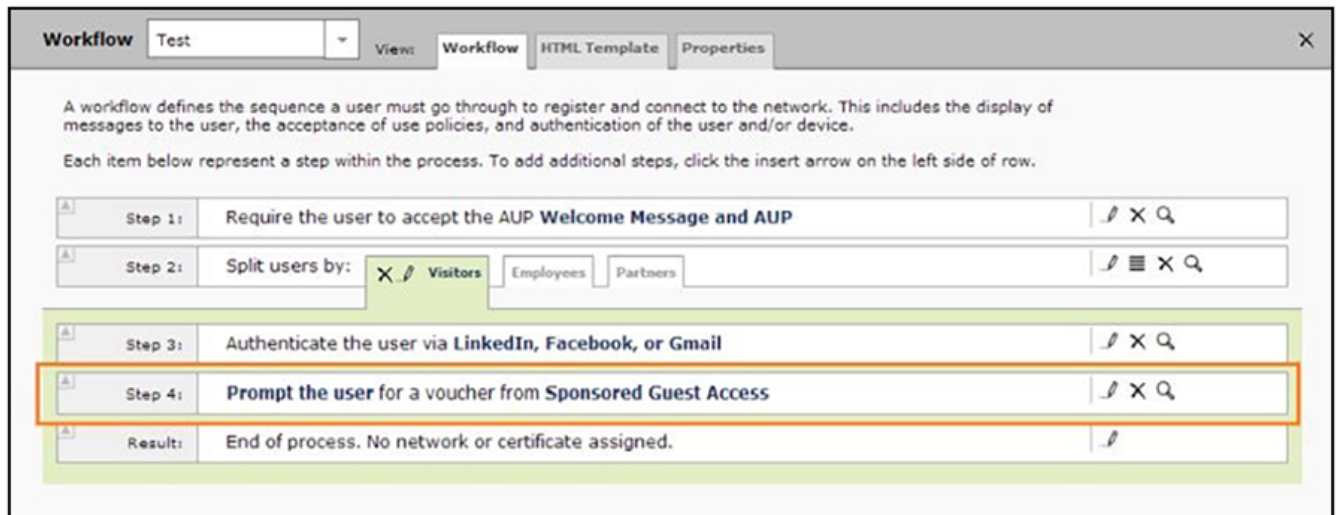 Workflow Test View: Workflow HTML Template Properties
A workflow defines the sequence a user must go through to register and connect to the network. This includes the display of
messages to the user, the acceptance of use policies, and authentication of the user and/or device.
Each item below represent a step within the process. To add additional steps, click the insert arrow on the left side of row.
Step 1: Require the user to accept the AUP Welcome Message and AUP
Step 2: Split users by: Visitors Employees Partners
Step 3: Authenticate the user via LinkedIn, Facebook, or Gmail
Step 4: Prompt the user for a voucher from Sponsored Guest Access
Result: End of process. No network or certificate assigned.